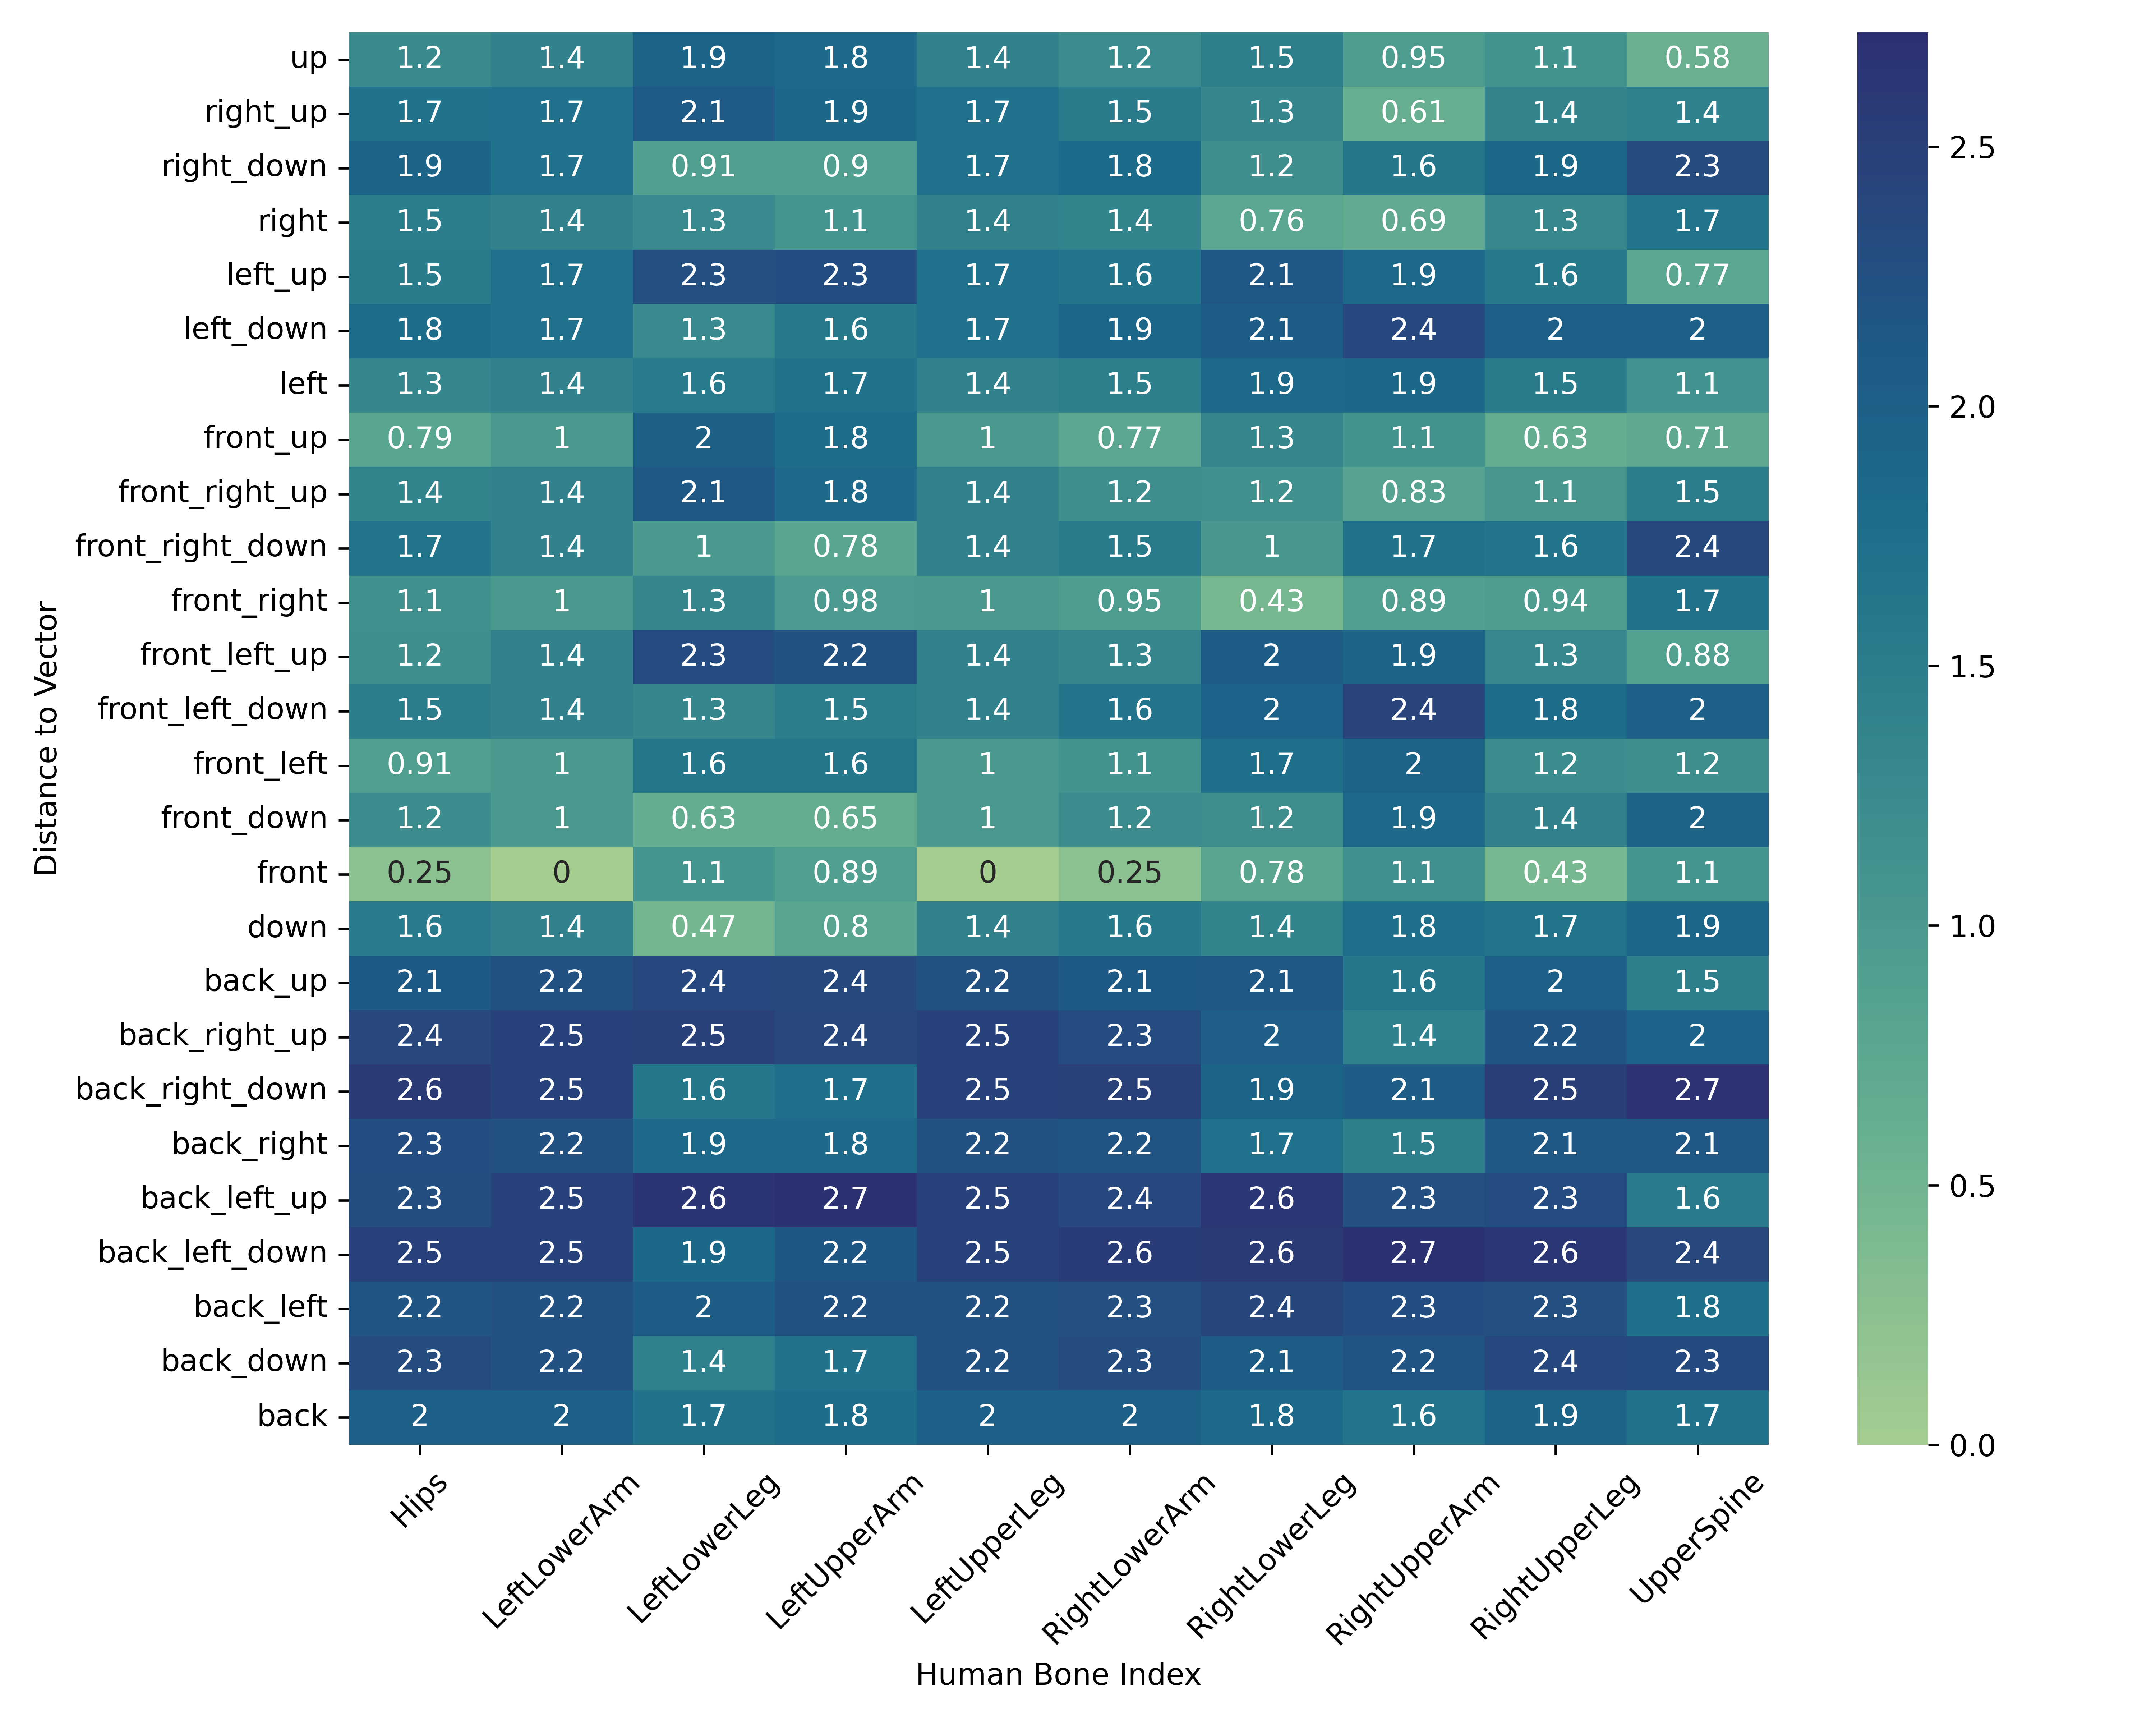 up 1.2 1.4 1.9 1.8 1.4 1.2 1.5 0.95 1.1 0.58
right_up 1.7 1.7 2.1 1.9 1.7 1.5 1.3 0.61 1.4 1.4
right_down 1.9 1.7 0.91 0.9 1.7 1.8 1.2 1.6 1.9 2.3
right 1.5 1.4 1.3 1.1 1.4 1.4 0.76 0.69 1.3 1.7
left_up 1.5 1.7 2.3 2.3 1.7 1.6 2.1 1.9 1.6 0.77
left_down 1.8 1.7 1.3 1.6 1.7 1.9 2.1 2.4 2 2
left 1.3 1.4 1.6 1.7 1.4 1.5 1.9 1.9 1.5 1.1
front_up 0.79 1 2 1.8 1 0.77 1.3 1.1 0.63 0.71
front_right_up 1.4 1.4 2.1 1.8 1.4 1.2 1.2 0.83 1.1 1.5
front_right_down 1.7 1.4 1 0.78 1.4 1.5 1 1.7 1.6 2.4
front_right 1.1 1 1.3 0.98 1 0.95 0.43 0.89 0.94 1.7
front_left_up 1.2 1.4 2.3 2.2 1.4 1.3 2 1.9 1.3 0.88
front_left_down 1.5 1.4 1.3 1.5 1.4 1.6 2 2.4 1.8 2
front_left 0.91 1 1.6 1.6 1 1.1 1.7 2 1.2 1.2
front_down 1.2 1 0.63 0.65 1 1.2 1.2 1.9 1.4 2
front 0.25 0 1.1 0.89 0 0.25 0.78 1.1 0.43 1.1
down 1.6 1.4 0.47 0.8 1.4 1.6 1.4 1.8 1.7 1.9
back_up 2.1 2.2 2.4 2.4 2.2 2.1 2.1 1.6 2 1.5
back_right_up 2.4 2.5 2.5 2.4 2.5 2.3 2 1.4 2.2 2
back_right_down 2.6 2.5 1.6 1.7 2.5 2.5 1.9 2.1 2.5 2.7
back_right 2.3 2.2 1.9 1.8 2.2 2.2 1.7 1.5 2.1 2.1
back_left_up 2.3 2.5 2.6 2.7 2.5 2.4 2.6 2.3 2.3 1.6
back_left_down 2.5 2.5 1.9 2.2 2.5 2.6 2.6 2.7 2.6 2.4
back_left 2.2 2.2 2 2.2 2.2 2.3 2.4 2.3 2.3 1.8
back_down 2.3 2.2 1.4 1.7 2.2 2.3 2.1 2.2 2.4 2.3
back 2 2 1.7 1.8 2 2 1.8 1.6 1.9 1.7
Distance to Vector
Hips LeftLowerArm LeftLowerLeg LeftUpperArm LeftUpperLeg RightLowerArm RightLowerLeg RightUpperArm RightUpperLeg UpperSpine
Human Bone Index
2.5
2.0
1.5
1.0
0.5
0.0